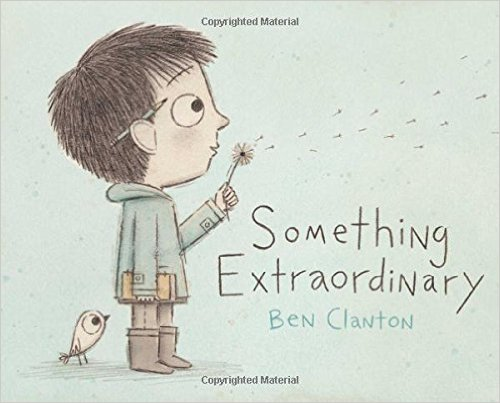 Copyrighted Material
Something
Extraordinary
Ben Clanton
Copyrighted Material